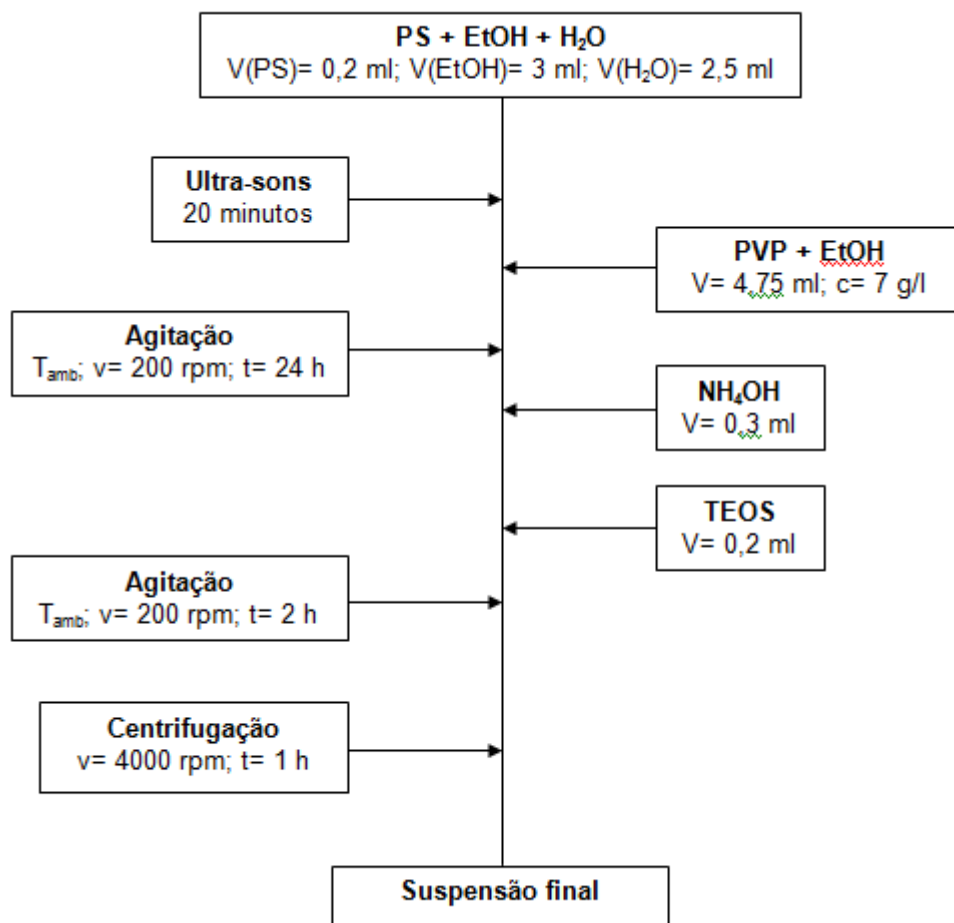 PS + EtOH + H₂O
V(PS)= 0,2 ml; V(EtOH)= 3 ml; V(H₂O)= 2,5 ml
Ultra-sons
20 minutos
PVP + EtOH
V= 4,75 ml; c= 7 g/l
Agitação
Tₐₘb; v= 200 rpm; t= 24 h
NH₄OH
V= 0,3 ml
TEOS
V= 0,2 ml
Agitação
Tₐₘb; v= 200 rpm; t= 2 h
Centrifugação
v= 4000 rpm; t= 1 h
Suspensão final